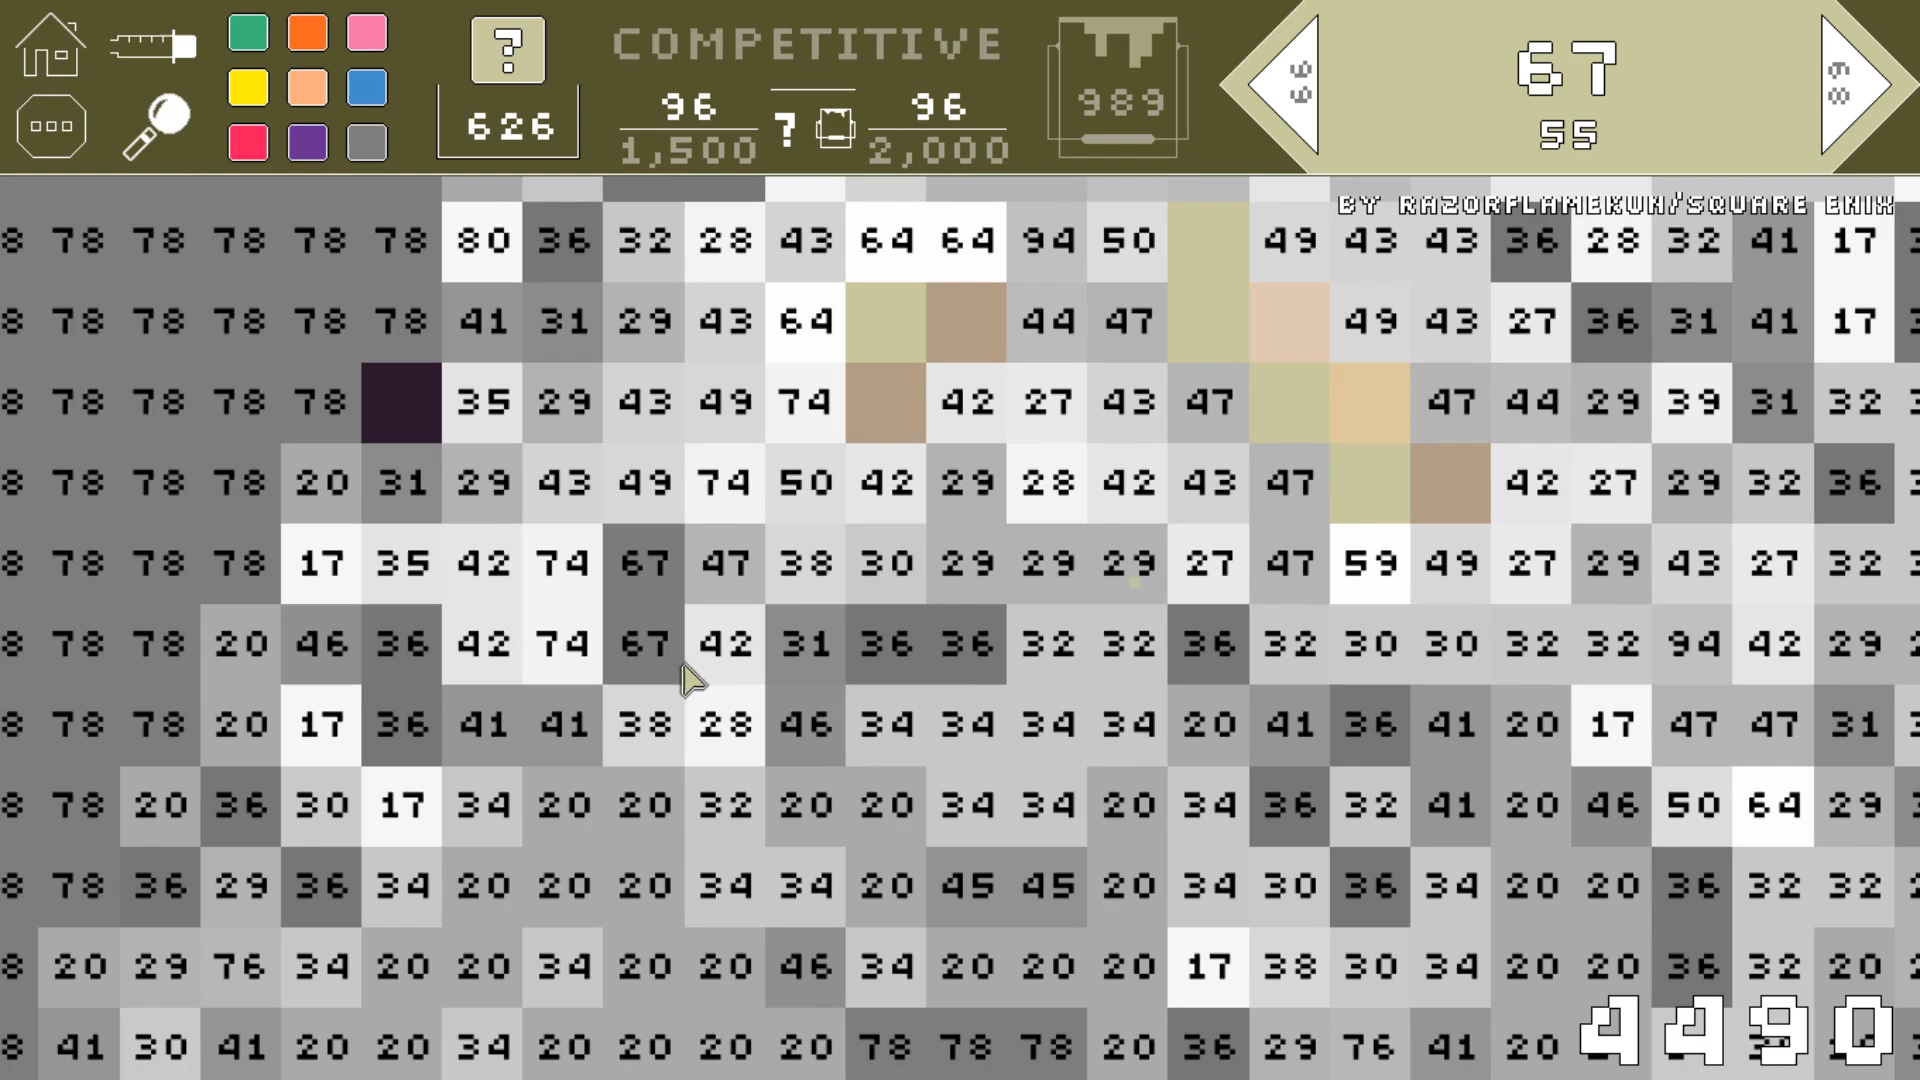 COMPETITIVE
?
626
96
1,500
?
96
2,000
989
66
67
55
68
BY RAZORFLAMEKUN/SQUARE ENIX
8 78 78 78 78 78 80 36 32 28 43 64 64 94 50 49 43 43 36 28 32 41 17
8 78 78 78 78 78 41 31 29 43 64 44 47 49 43 27 36 31 41 17
8 78 78 78 78 35 29 43 49 74 42 27 43 47 47 44 29 39 31 32
8 78 78 78 20 31 29 43 49 74 50 42 29 28 42 43 47 42 27 29 32 36
8 78 78 78 17 35 42 74 67 47 38 30 29 29 29 27 47 59 49 27 29 43 27 32
8 78 78 20 46 36 42 74 67 42 31 36 36 32 32 36 32 30 30 32 32 94 42 29
8 78 78 20 17 36 41 41 38 28 46 34 34 34 34 20 41 36 41 20 17 47 47 31
8 78 20 36 30 17 34 20 20 32 20 20 34 34 20 34 36 32 41 20 46 50 64 29
8 78 36 29 36 34 20 20 20 34 34 20 45 45 20 34 30 36 34 20 20 36 32 32
8 20 29 76 34 20 20 34 20 20 46 34 20 20 20 17 38 30 34 20 20 36 32 20
8 41 30 41 20 20 34 20 20 20 20 78 78 78 20 36 29 76 41 20
4490